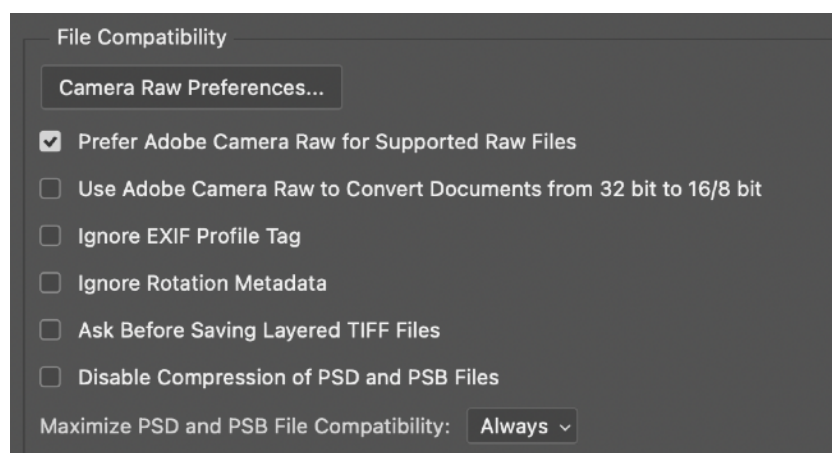 File Compatibility
Camera Raw Preferences...
Prefer Adobe Camera Raw for Supported Raw Files
Use Adobe Camera Raw to Convert Documents from 32 bit to 16/8 bit
Ignore EXIF Profile Tag
Ignore Rotation Metadata
Ask Before Saving Layered TIFF Files
Disable Compression of PSD and PSB Files
Maximize PSD and PSB File Compatibility: Always